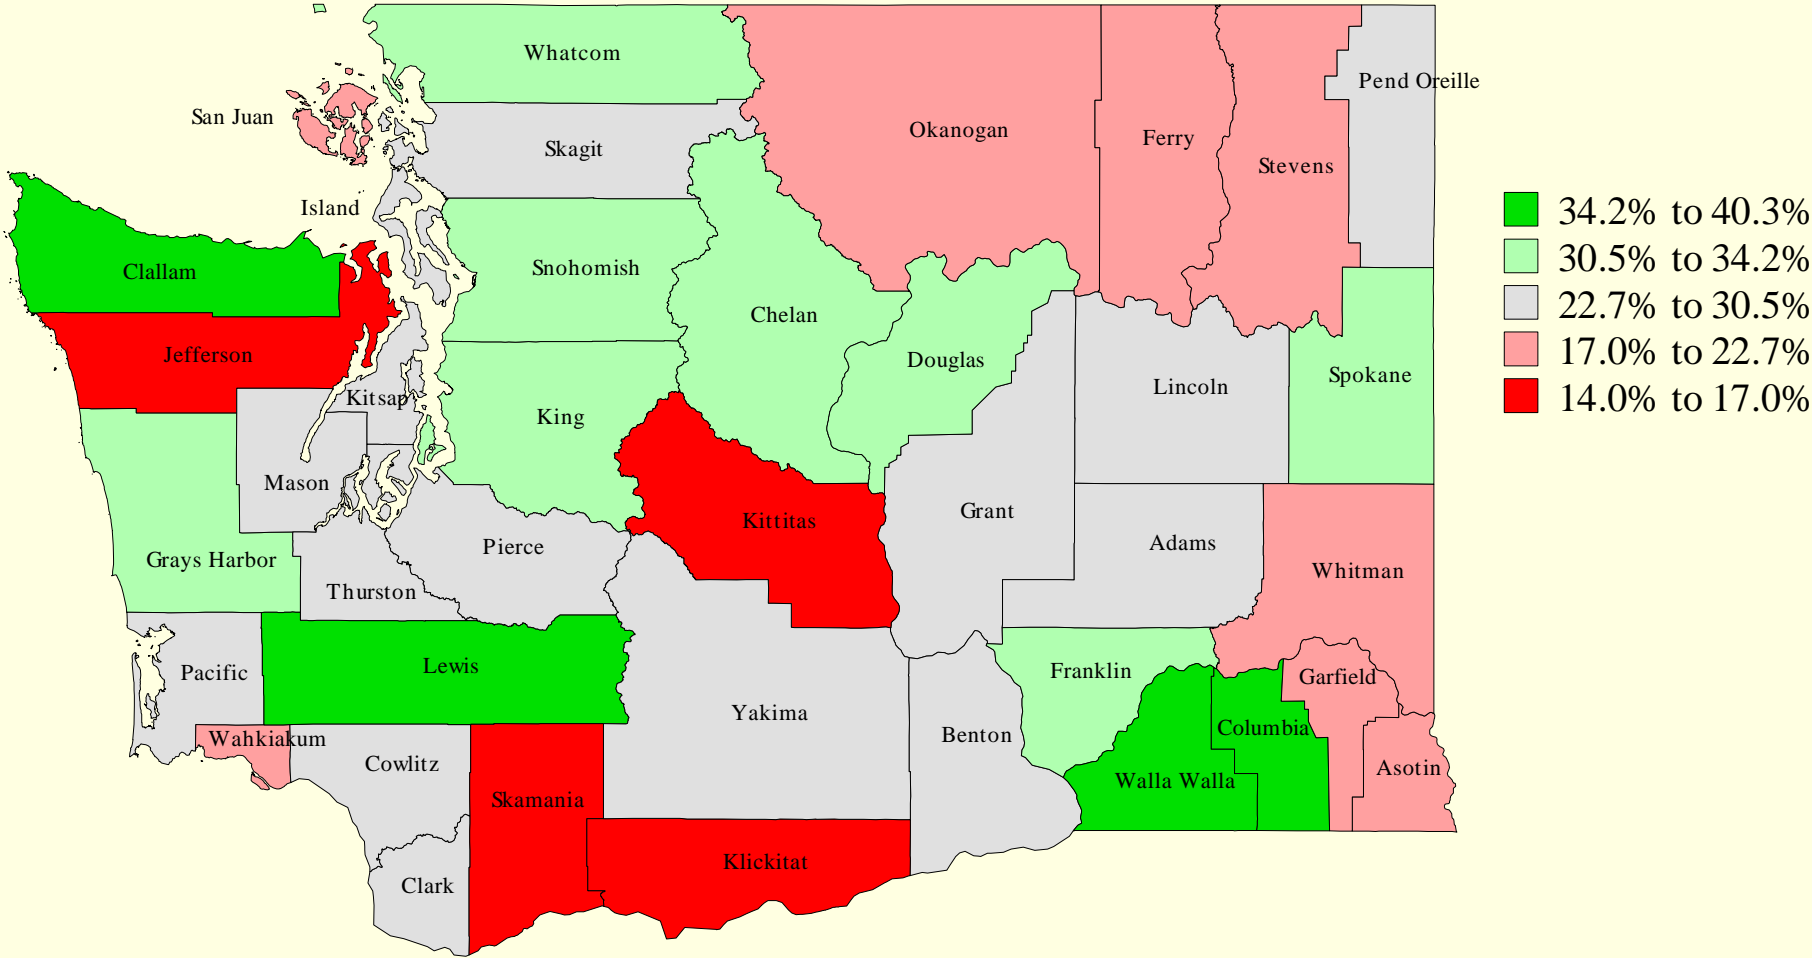 Whatcom
Pend Oreille
San Juan
Okanogan
Ferry
Skagit
Stevens
Island
34.2% to 40.3%
30.5% to 34.2%
22.7% to 30.5%
17.0% to 22.7%
14.0% to 17.0%
Clallam
Snohomish
Chelan
Jefferson
Douglas
Spokane
Lincoln
Kitsap
King
Mason
Grant
Kittitas
Adams
Pierce
Grays Harbor
Whitman
Thurston
Lewis
Pacific
Franklin
Garfield
Yakima
Columbia
Benton
Wahkiakum
Cowlitz
Asotin
Walla Walla
Skamania
Klickitat
Clark